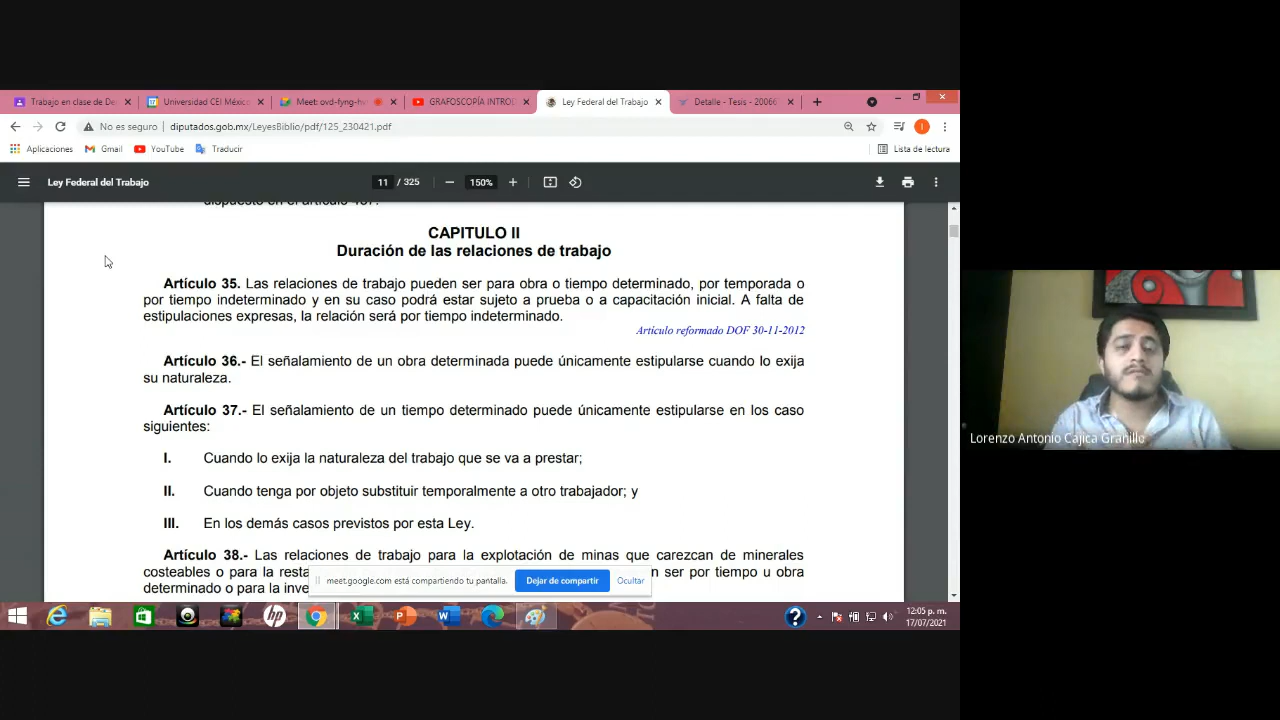 Trabajo en clase de De
Universidad CEI Méxic
Meet: ovd-fyng-h
GRAFOSCOPÍA INTROD
Ley Federal del Trabajo
Detalle - Tesis - 20066
No es seguro
deputados.gob.mx/LeyesBiblio/pdf/125_230421.pdf
Aplicaciones
Gmail
YouTube
Traducir
Lista de lectura
Ley Federal del Trabajo
11 / 325
150%
dispuesto en el artículo 487.
CAPITULO II
Duración de las relaciones de trabajo
Artículo 35. Las relaciones de trabajo pueden ser para obra o tiempo determinado, por temporada o
por tiempo indeterminado y en su caso podrá estar sujeto a prueba o a capacitación inicial. A falta de
estipulaciones expresas, la relación será por tiempo indeterminado.
Artículo reformado DOF 30-11-2012
Artículo 36.- El señalamiento de un obra determinada puede únicamente estipularse cuando lo exija
su naturaleza.
Artículo 37.- El señalamiento de un tiempo determinado puede únicamente estipularse en los caso
siguientes:
I. Cuando lo exija la naturaleza del trabajo que se va a prestar;
II. Cuando tenga por objeto substituir temporalmente a otro trabajador; y
III. En los demás casos previstos por esta Ley.
Artículo 38.- Las relaciones de trabajo para la explotación de minas que carezcan de minerales
costeables o para la resta
n ser por tiempo u obra
determinado o para la inve
meet.google.com está compartiendo tu pantalla.
Dejar de compartir
Ocultar
12:05 p. m.
17/07/2021
Lorenzo Antonio Cajica Granillo